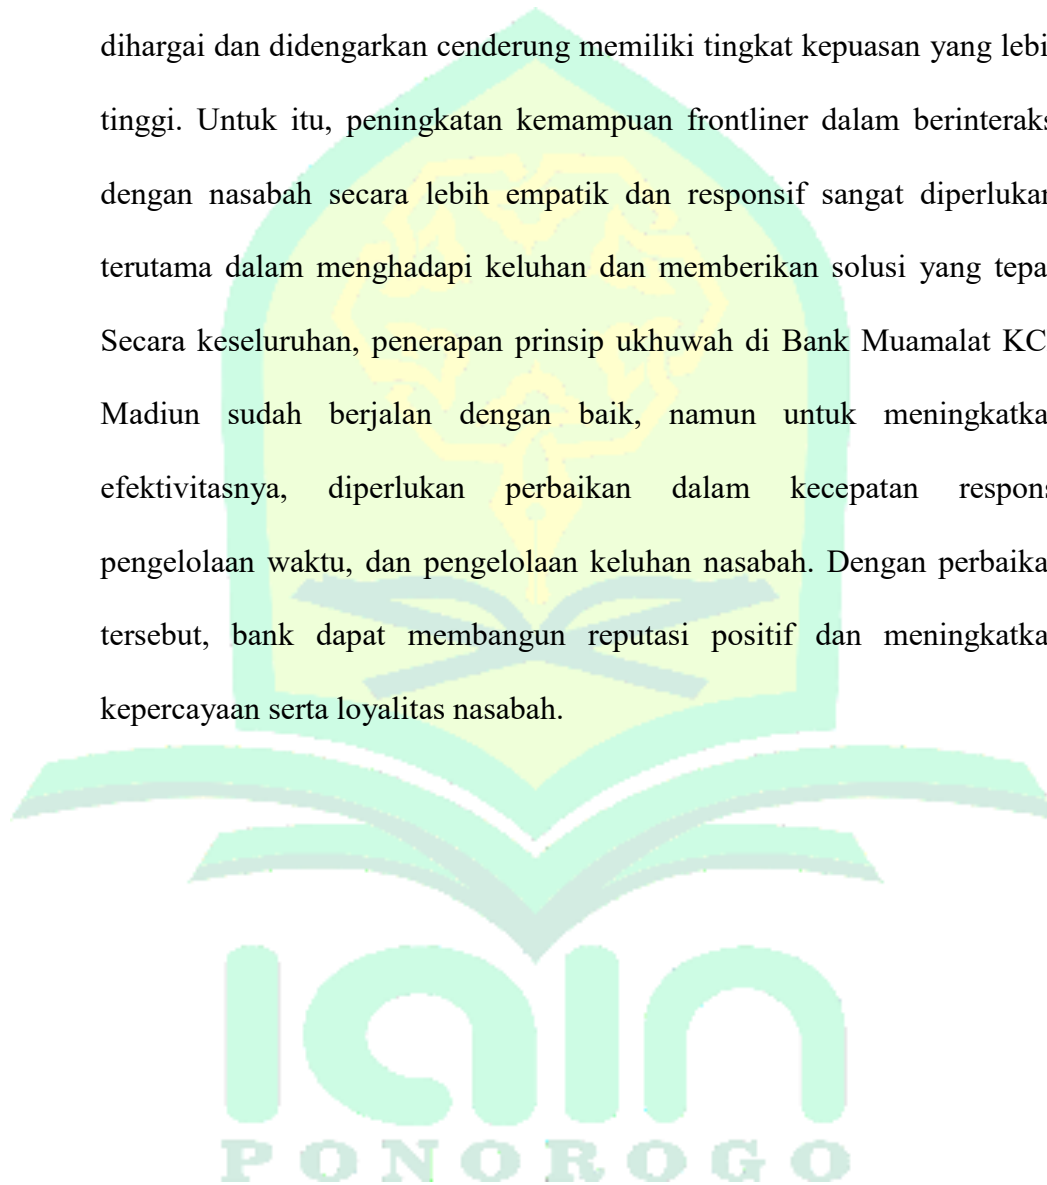 dihargai dan didengarkan cenderung memiliki tingkat kepuasan yang lebi
tinggi. Untuk itu, peningkatan kemampuan frontliner dalam berinteraks
dengan nasabah secara lebih empatik dan responsif sangat diperlukan
terutama dalam menghadapi keluhan dan memberikan solusi yang tepa
Secara keseluruhan, penerapan prinsip ukhuwah di Bank Muamalat KC
Madiun sudah berjalan dengan baik, namun untuk meningkatka
efektivitasnya, diperlukan perbaikan dalam kecepatan respons
pengelolaan waktu, dan pengelolaan keluhan nasabah. Dengan perbaika
tersebut, bank dapat membangun reputasi positif dan meningkatka
kepercayaan serta loyalitas nasabah.
iain
PONOROGO